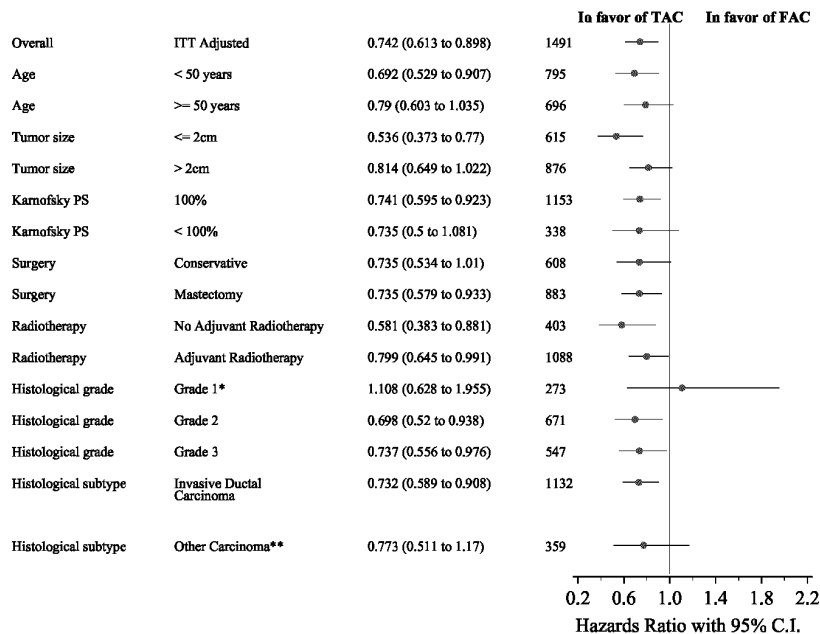 In favor of TAC In favor of FAC
Overall ITT Adjusted 0.742 (0.613 to 0.898) 1491
Age < 50 years 0.692 (0.529 to 0.907) 795
Age >= 50 years 0.79 (0.603 to 1.035) 696
Tumor size <= 2cm 0.536 (0.373 to 0.77) 615
Tumor size > 2cm 0.814 (0.649 to 1.022) 876
Karnofsky PS 100% 0.741 (0.595 to 0.923) 1153
Karnofsky PS < 100% 0.735 (0.5 to 1.081) 338
Surgery Conservative 0.735 (0.534 to 1.01) 608
Surgery Mastectomy 0.735 (0.579 to 0.933) 883
Radiotherapy No Adjuvant Radiotherapy 0.581 (0.383 to 0.881) 403
Radiotherapy Adjuvant Radiotherapy 0.799 (0.645 to 0.991) 1088
Histological grade Grade 1* 1.108 (0.628 to 1.955) 273
Histological grade Grade 2 0.698 (0.52 to 0.938) 671
Histological grade Grade 3 0.737 (0.556 to 0.976) 547
Histological subtype Invasive Ductal 0.732 (0.589 to 0.908) 1132
Carcinoma
Histological subtype Other Carcinoma** 0.773 (0.511 to 1.17) 359
0.2 0.6 1.0 1.4 1.8 2.2
Hazards Ratio with 95% C.I.